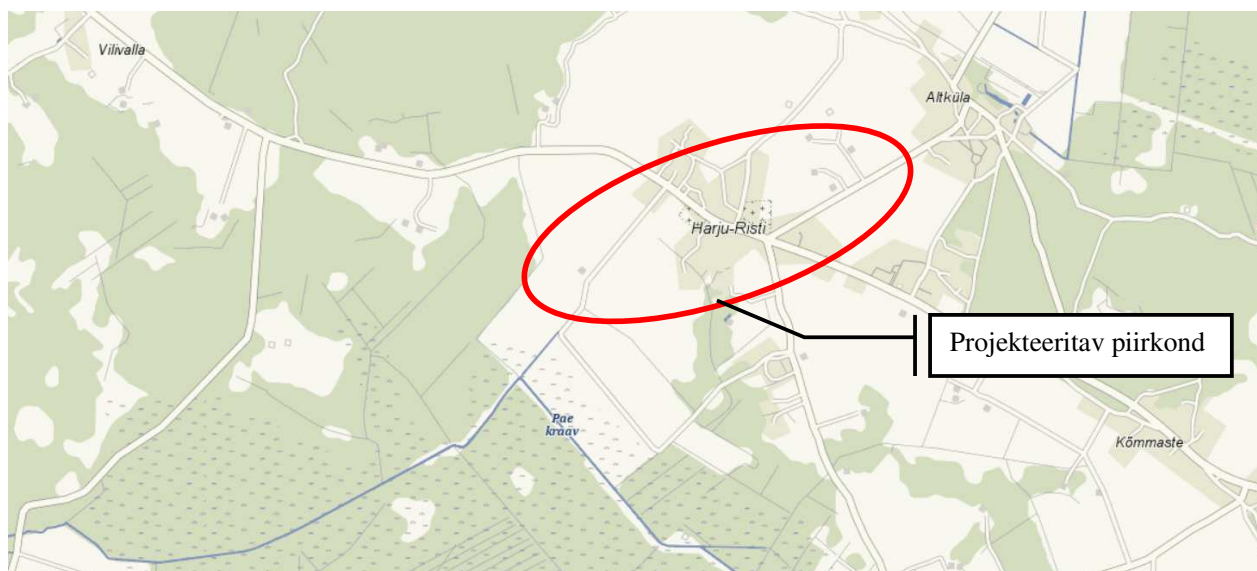 Vilivalla
Altküla
Harju-Risti
Projekteeritav piirkond
Pae
kraav
Kõmmaste